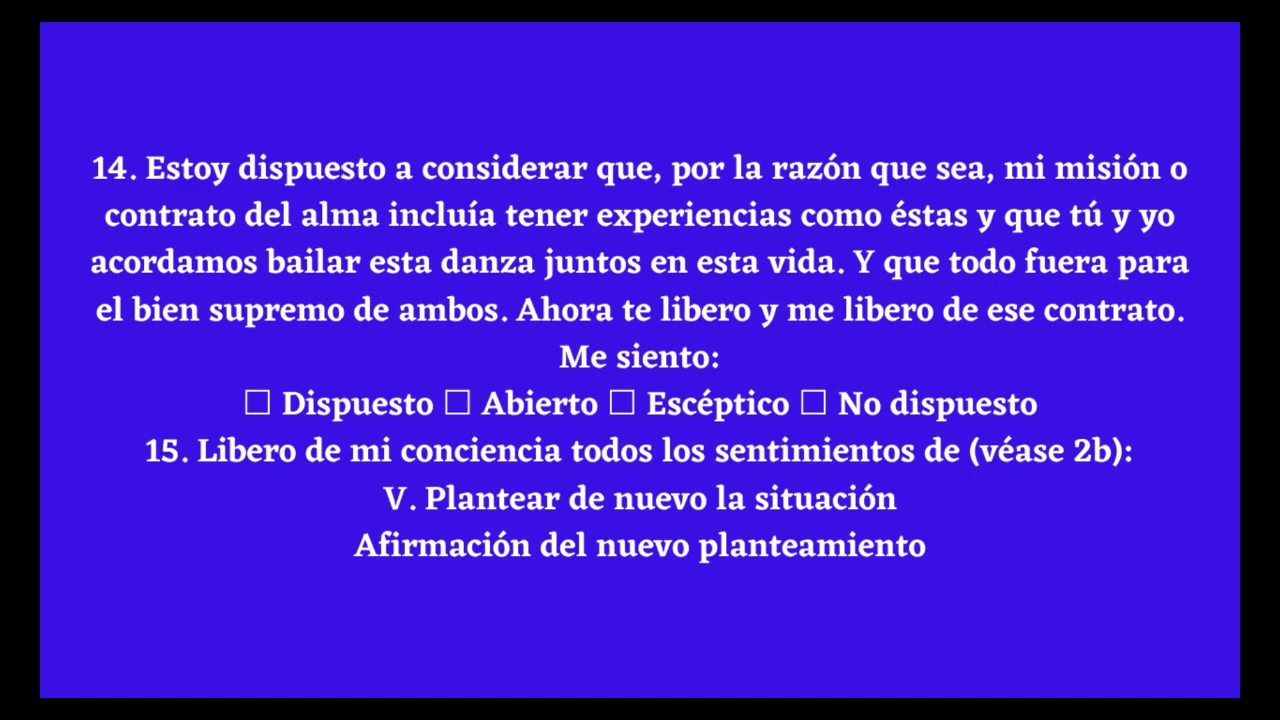 14. Estoy dispuesto a considerar que, por la razón que sea, mi misión o
contrato del alma incluía tener experiencias como éstas y que tú y yo
acordamos bailar esta danza juntos en esta vida. Y que todo fuera para
el bien supremo de ambos. Ahora te libero y me libero de ese contrato.
Me siento:
☐ Dispuesto ☐ Abierto ☐ Escéptico ☐ No dispuesto
15. Libero de mi conciencia todos los sentimientos de (véase 2b):
V. Plantear de nuevo la situación
Afirmación del nuevo planteamiento